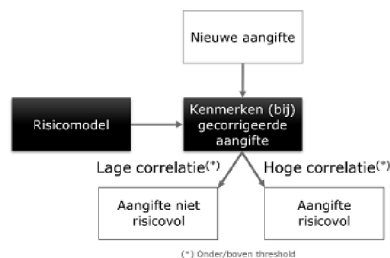 Nieuwe aangifte
Risicomodel
Kenmerken (bij)
gecorrigeerde
aangifte
Lage correlatie(*)
Hoge correlatie(*)
Aangifte niet
risicovol
Aangifte
risicovol
(*) Onder/boven threshold